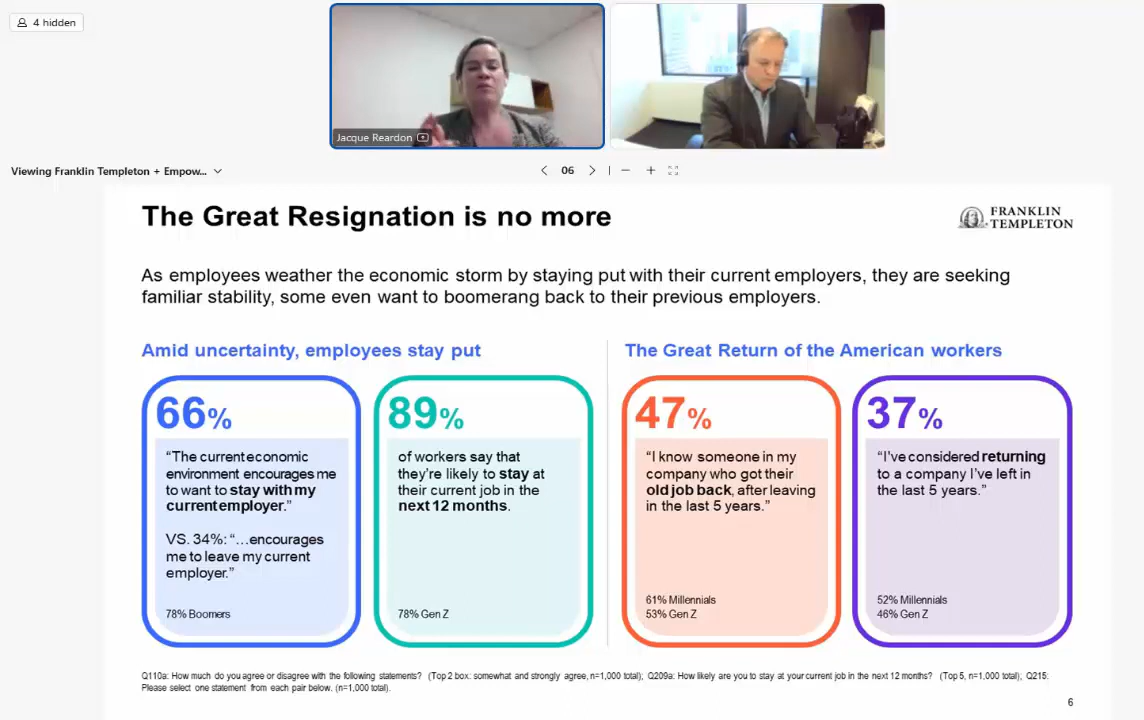 4 hidden
Jacque Reardon
Viewing Franklin Templeton + Empow...
06
The Great Resignation is no more
FRANKLIN
TEMPLETON
As employees weather the economic storm by staying put with their current employers, they are seeking
familiar stability, some even want to boomerang back to their previous employers.
Amid uncertainty, employees stay put
The Great Return of the American workers
66%
“The current economic
environment encourages me
to want to stay with my
current employer.”
VS. 34%: “…encourages
me to leave my current
employer.”
78% Boomers
89%
of workers say that
they’re likely to stay at
their current job in the
next 12 months.
78% Gen Z
47%
“I know someone in my
company who got their
old job back, after leaving
in the last 5 years.”
61% Millennials
53% Gen Z
37%
“I’ve considered returning
to a company I’ve left in
the last 5 years.”
52% Millennials
46% Gen Z
Q110a: How much do you agree or disagree with the following statements? (Top 2 box: somewhat and strongly agree, n=1,000 total); Q209a: How likely are you to stay at your current job in the next 12 months? (Top 5, n=1,000 total), Q215:
Please select one statement from each pair below. (n=1,000 total).
6